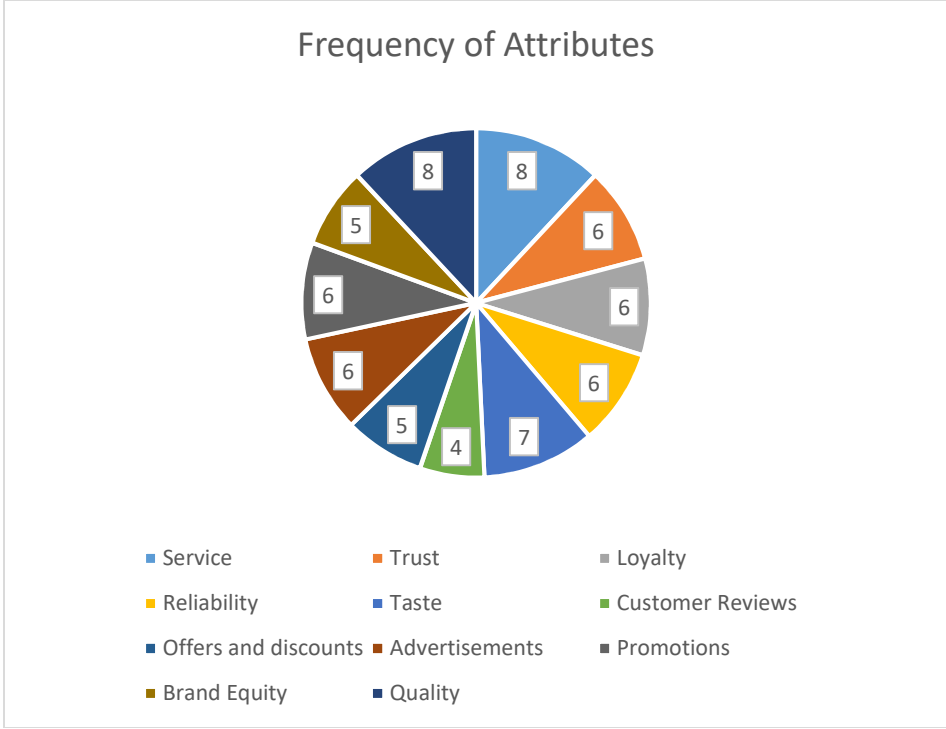 Frequency of Attributes
8 8
5 6
6 6
6 6
5 4 7
Service Trust Loyalty
Reliability Taste Customer Reviews
Offers and discounts Advertisements Promotions
Brand Equity Quality